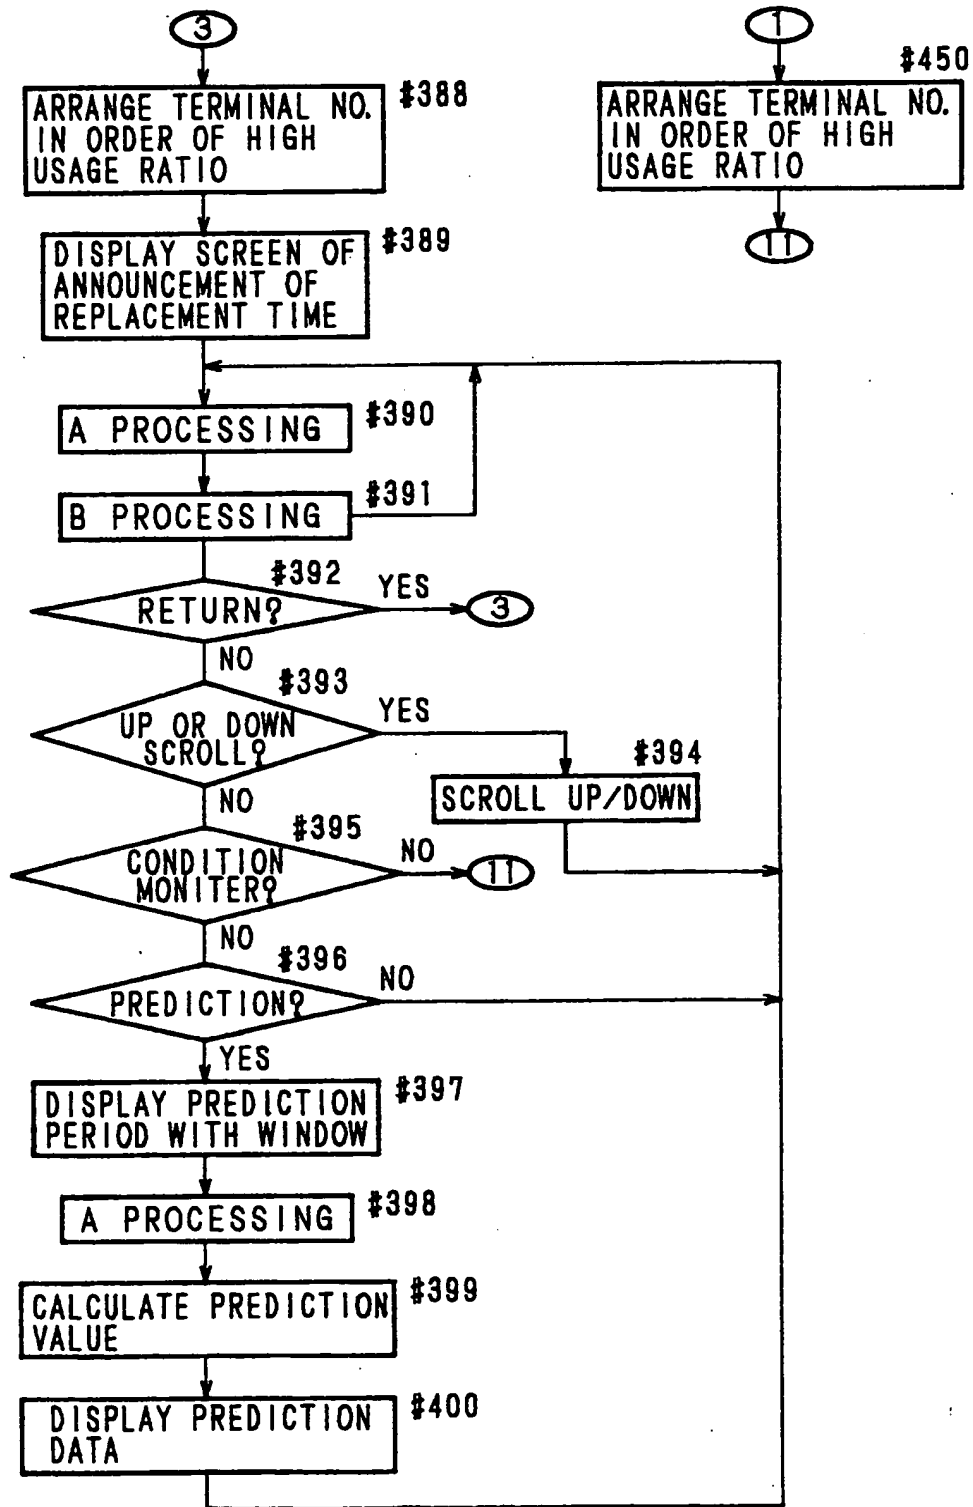 3
#388
ARRANGE TERMINAL NO.
IN ORDER OF HIGH
USAGE RATIO
#389
DISPLAY SCREEN OF
ANNOUNCEMENT OF
REPLACEMENT TIME
#390
A PROCESSING
#391
B PROCESSING
#392
RETURN?
YES
3
NO
#393
UP OR DOWN
SCROLL?
YES
#394
SCROLL UP/DOWN
NO
#395
CONDITION
MONITER?
NO
11
NO
#396
PREDICTION?
NO
YES
#397
DISPLAY PREDICTION
PERIOD WITH WINDOW
#398
A PROCESSING
#399
CALCULATE PREDICTION
VALUE
#400
DISPLAY PREDICTION
DATA
1
#450
ARRANGE TERMINAL NO.
IN ORDER OF HIGH
USAGE RATIO
11